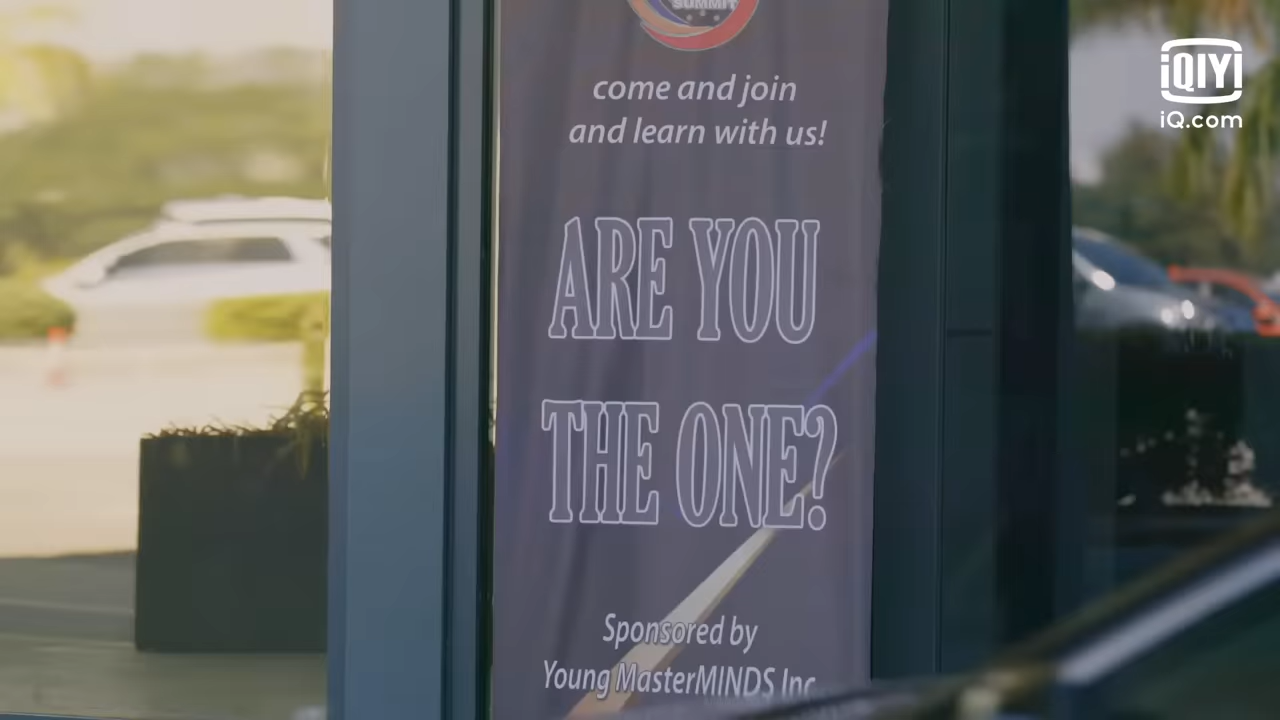 SUMMIT
come and join
and learn with us!
ARE YOU
THE ONE?
Sponsored by
Young MasterMINDS Inc.
iQIYI
iQ.com